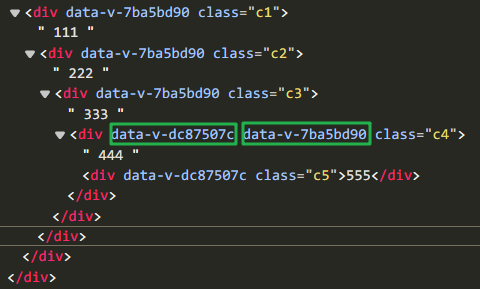 ▼<div data-v-7ba5bd90 class="c1">
" 111 "
▼<div data-v-7ba5bd90 class="c2">
" 222 "
▼<div data-v-7ba5bd90 class="c3">
" 333 "
▼<div data-v-dc87507c data-v-7ba5bd90 class="c4">
" 444 "
<div data-v-dc87507c class="c5">555</div>
</div>
</div>
</div>
</div>
</div>